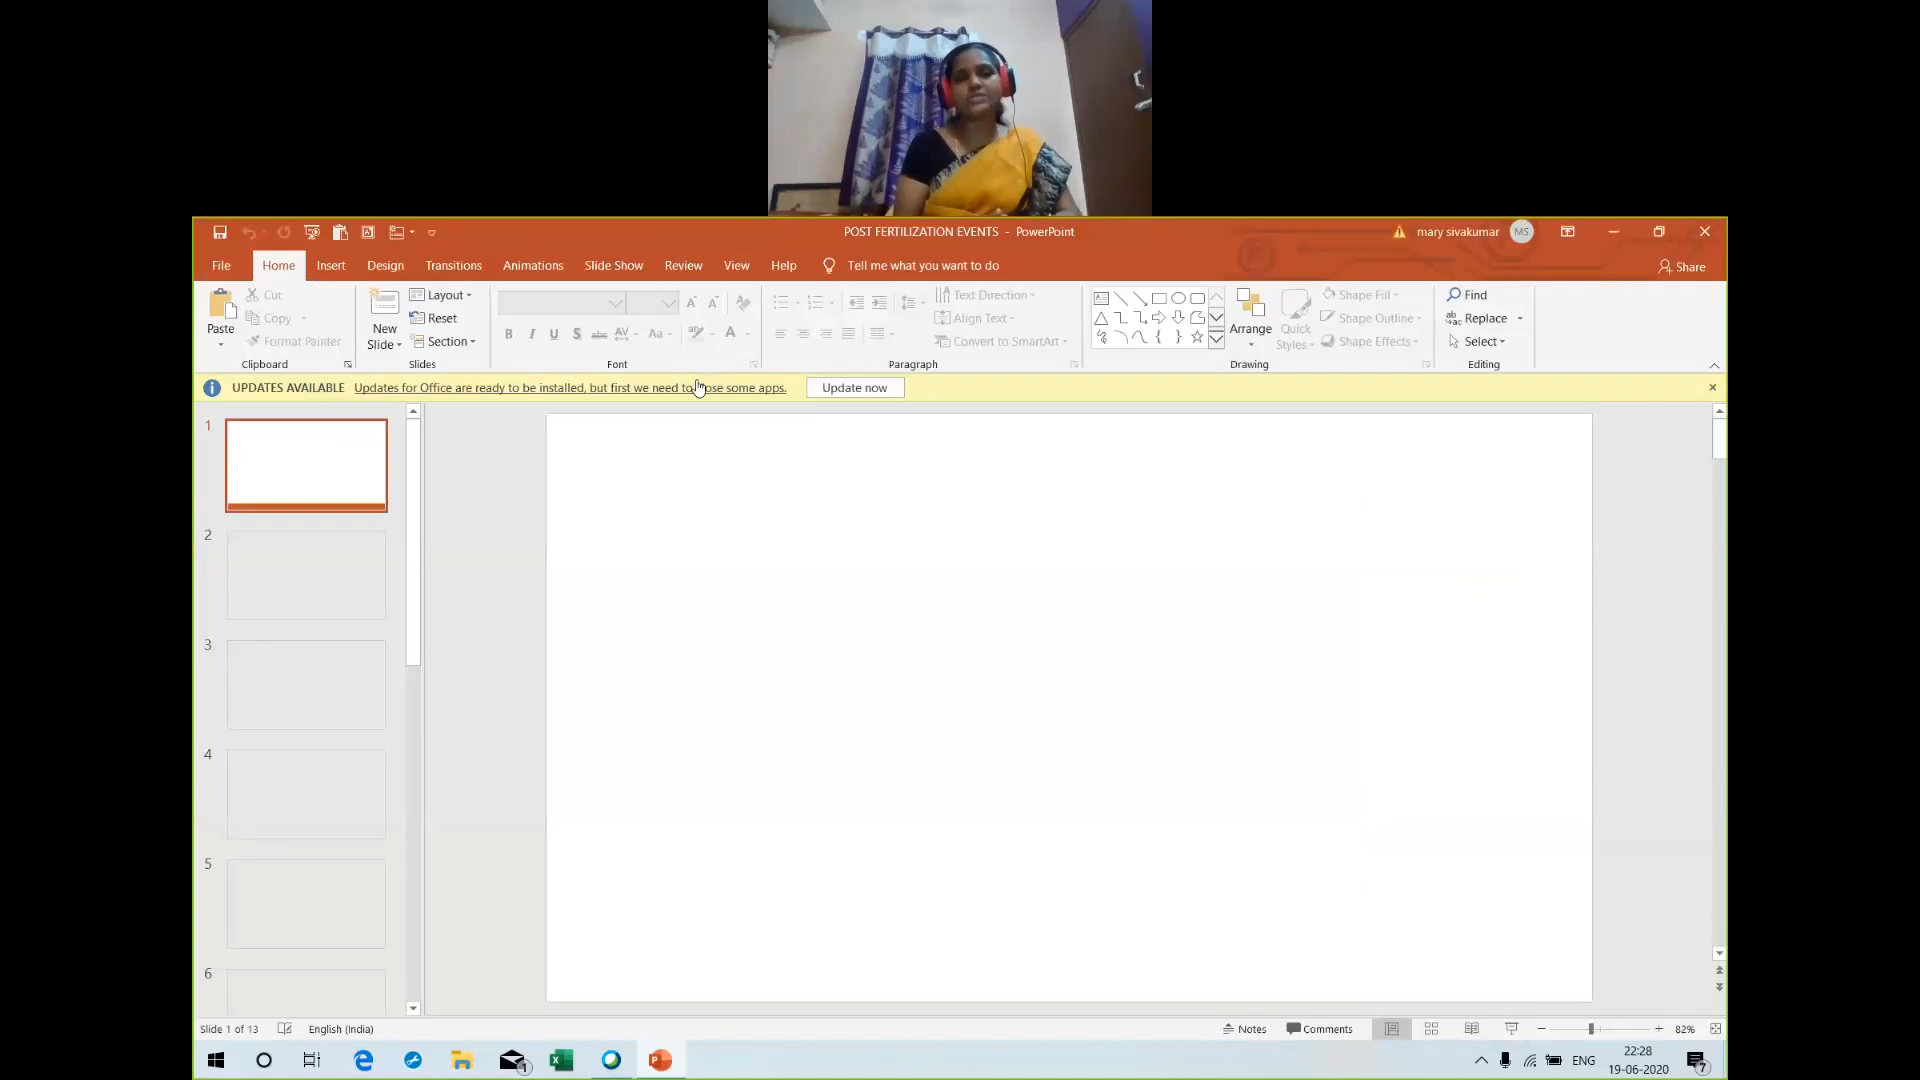 POST FERTILIZATION EVENTS - PowerPoint
mary sivakumar MS
File Home Insert Design Transitions Animations Slide Show Review View Help Tell me what you want to do Share
Cut
Copy
Format Painter
Paste
Clipboard
New
Slide
Layout
Reset
Section
Slides
B I U S abc AV Aa A
Font
Text Direction
Align Text
Convert to SmartArt
Paragraph
Arrange
Quick
Styles
Shape Fill
Shape Outline
Shape Effects
Drawing
Find
Replace
Select
Editing
UPDATES AVAILABLE Updates for Office are ready to be installed, but first we need to some apps. Update now
1
2
3
4
5
6
Slide 1 of 13 English (India) Notes Comments 82%
1 ENG 22:28
19-06-2020 7